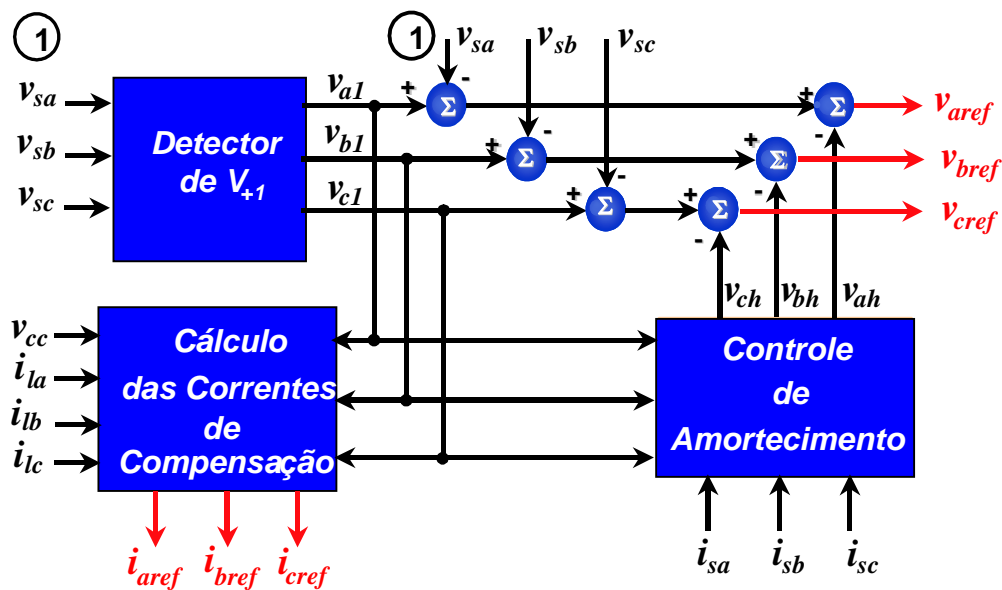 1
1
v_sa
v_sb
v_sc
v_sa
v_sb
v_sc
Detector
de V_+1
v_a1
v_b1
v_c1
+
-
Σ
+
-
Σ
v_aref
+
-
Σ
+
-
Σ
v_bref
+
-
Σ
+
-
Σ
v_cref
v_ch
v_bh
v_ah
v_cc
i_la
i_lb
i_lc
Cálculo
das Correntes
de
Compensação
Controle
de
Amortecimento
i_aref
i_bref
i_cref
i_sa
i_sb
i_sc